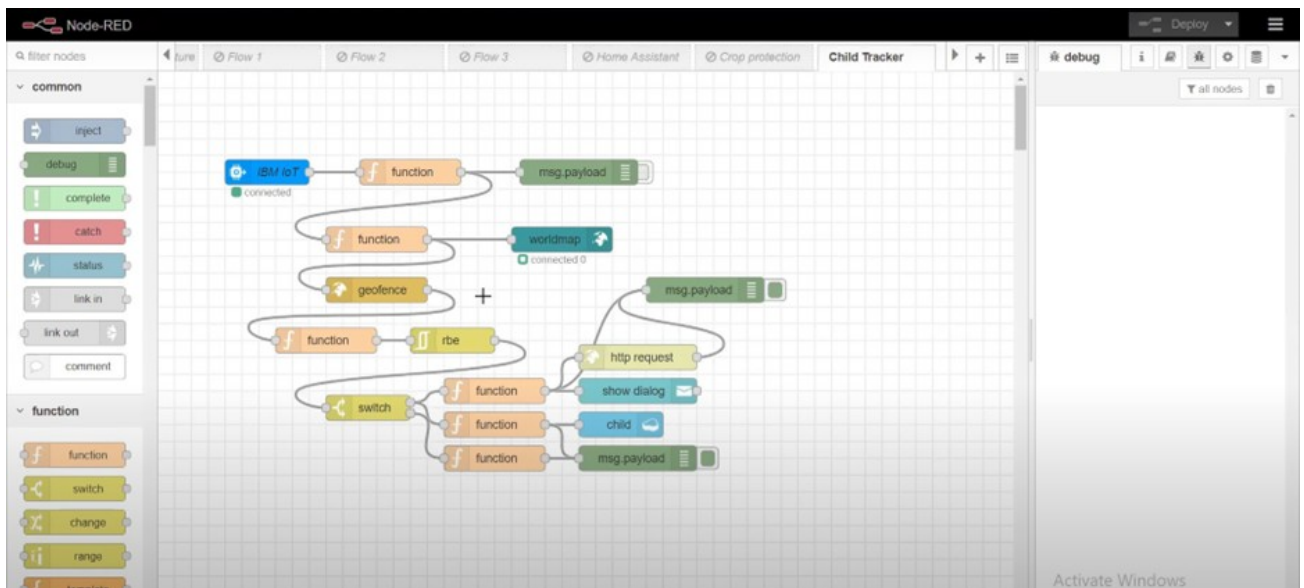 Node-RED
Deploy
filter nodes
ture
Flow 1
Flow 2
Flow 3
Home Assistant
Crop protection
Child Tracker
debug
i
all nodes
common
inject
debug
complete
catch
status
link in
link out
comment
function
function
switch
change
range
template
IBM IoT
connected
function
msg.payload
function
worldmap
connected 0
geofence
msg.payload
function
rbe
http request
switch
function
show dialog
function
child
function
msg.payload
Activate Windows